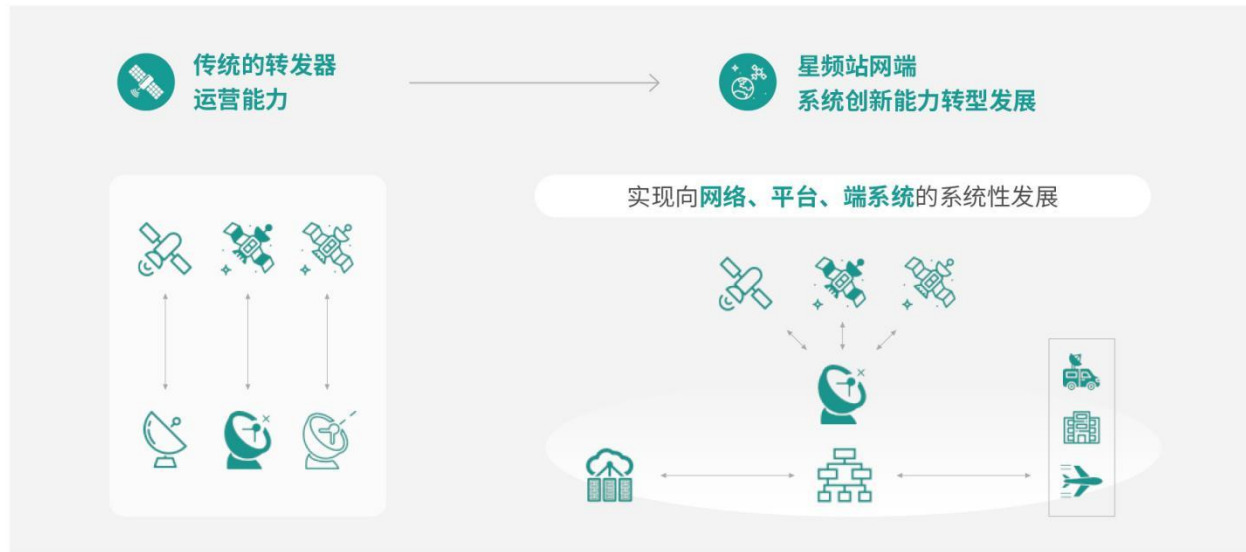 传统的转发器
运营能力
星频站网端
系统创新能力转型发展
实现向网络、平台、端系统的系统性发展